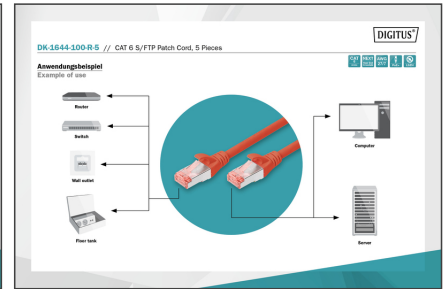 DIGITUS®
DK-1644-100-R-5 // CAT 6 S/FTP Patch Cord, 5 Pieces
Anwendungsbeispiel
Example of use
Router
Switch
Wall outlet
Floor tank
Computer
Server